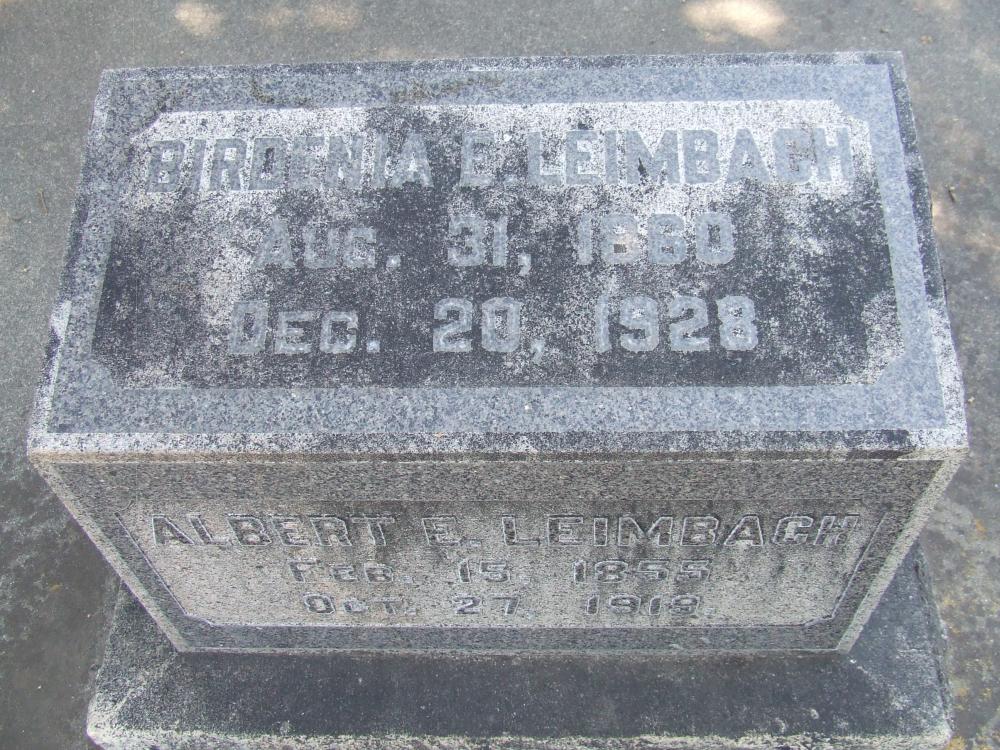 BIRDENIA E. LEIMBACH
AUG. 31, 1860
DEC. 20, 1928
ALBERT E. LEIMBACH
FEB. 15, 1855
OCT. 27, 1919.